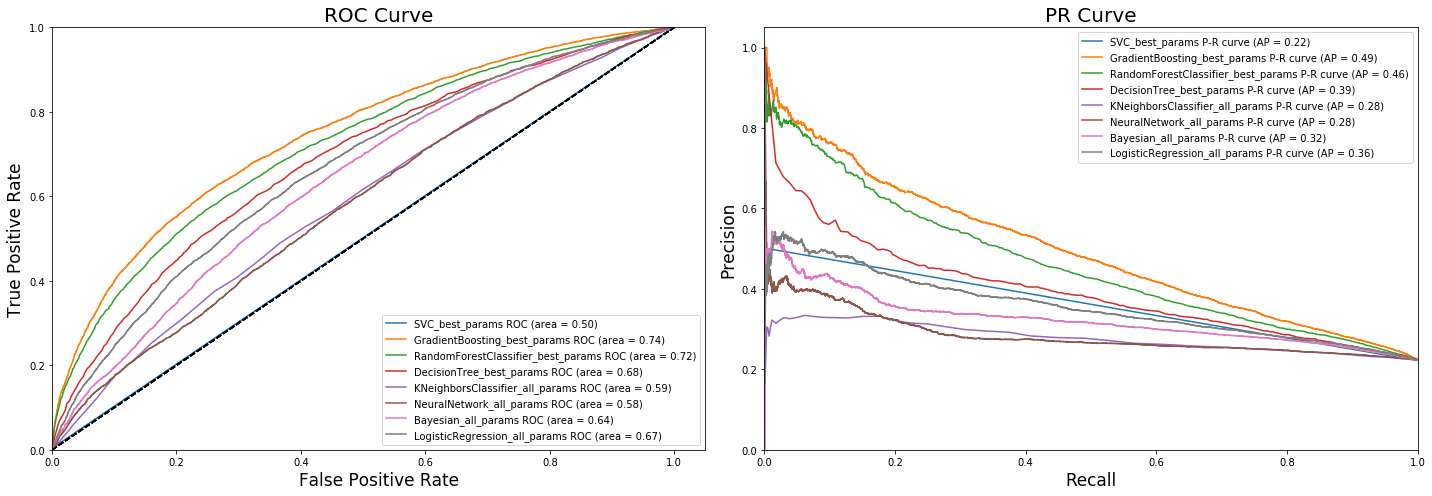 ROC Curve
1.0
0.8
0.6
0.4
0.2
0.0
True Positive Rate
0.0 0.2 0.4 0.6 0.8 1.0
False Positive Rate
SVC_best_params ROC (area = 0.50)
GradientBoosting_best_params ROC (area = 0.74)
RandomForestClassifier_best_params ROC (area = 0.72)
DecisionTree_best_params ROC (area = 0.68)
KNeighborsClassifier_all_params ROC (area = 0.59)
NeuralNetwork_all_params ROC (area = 0.58)
Bayesian_all_params ROC (area = 0.64)
LogisticRegression_all_params ROC (area = 0.67)
PR Curve
1.0
0.8
0.6
0.4
0.2
0.0
Precision
0.0 0.2 0.4 0.6 0.8 1.0
Recall
SVC_best_params P-R curve (AP = 0.22)
GradientBoosting_best_params P-R curve (AP = 0.49)
RandomForestClassifier_best_params P-R curve (AP = 0.46)
DecisionTree_best_params P-R curve (AP = 0.39)
KNeighborsClassifier_all_params P-R curve (AP = 0.28)
NeuralNetwork_all_params P-R curve (AP = 0.28)
Bayesian_all_params P-R curve (AP = 0.32)
LogisticRegression_all_params P-R curve (AP = 0.36)